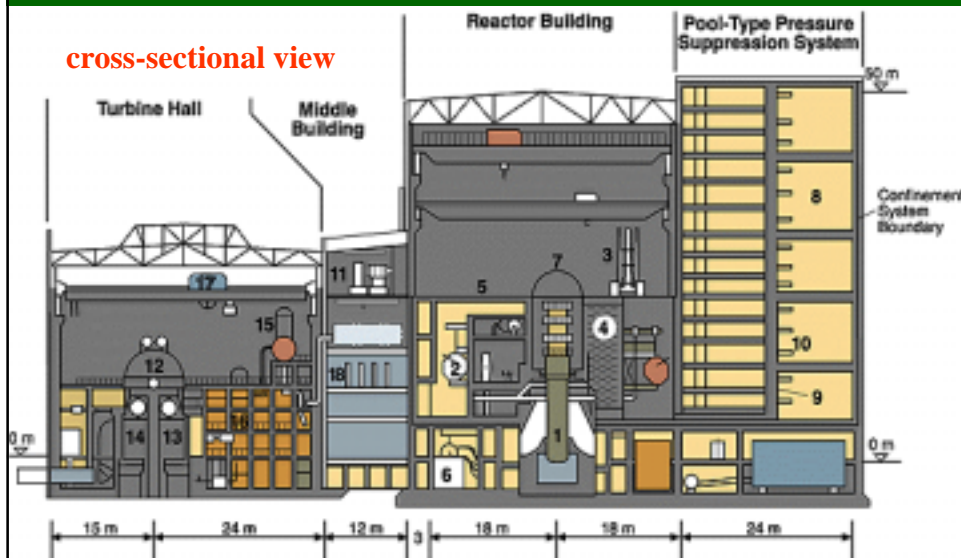 cross-sectional view
Reactor Building
Pool-Type Pressure
Suppression System
50 m
Turbine Hall
Middle
Building
Confinement
System
Boundary
17
11
7
3
8
5
15
4
12
18
2
10
9
14
13
1
6
0 m
0 m
15 m
24 m
12 m
3
18 m
18 m
24 m